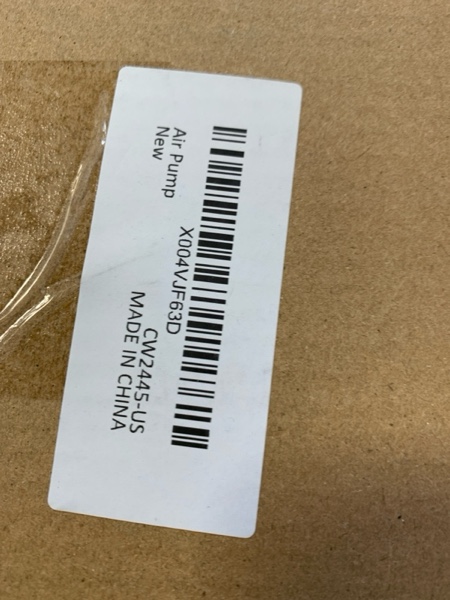 X004VJF63D
Air Pump
New
CW2445-US
MADE IN CHINA